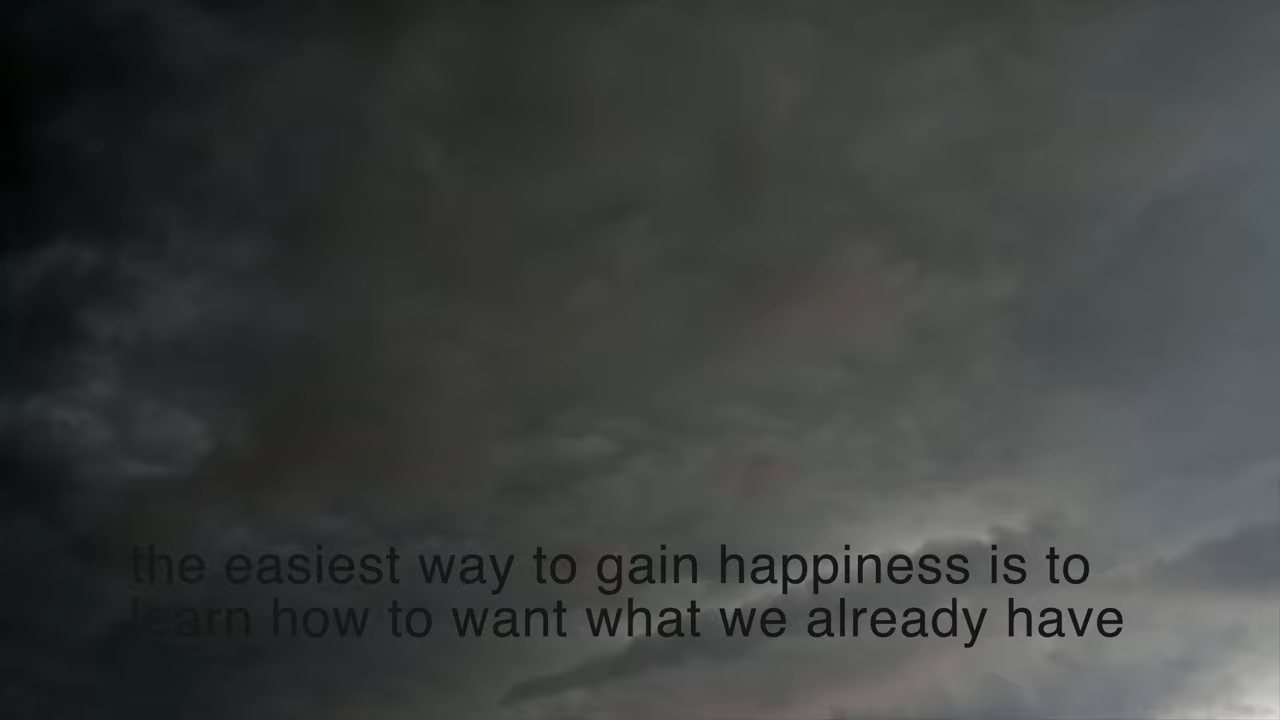 the easiest way to gain happiness is to
learn how to want what we already have